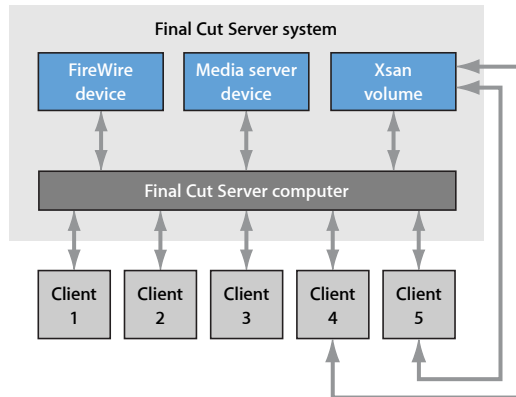 Final Cut Server system
FireWire
device
Media server
device
Xsan
volume
Final Cut Server computer
Client
1
Client
2
Client
3
Client
4
Client
5